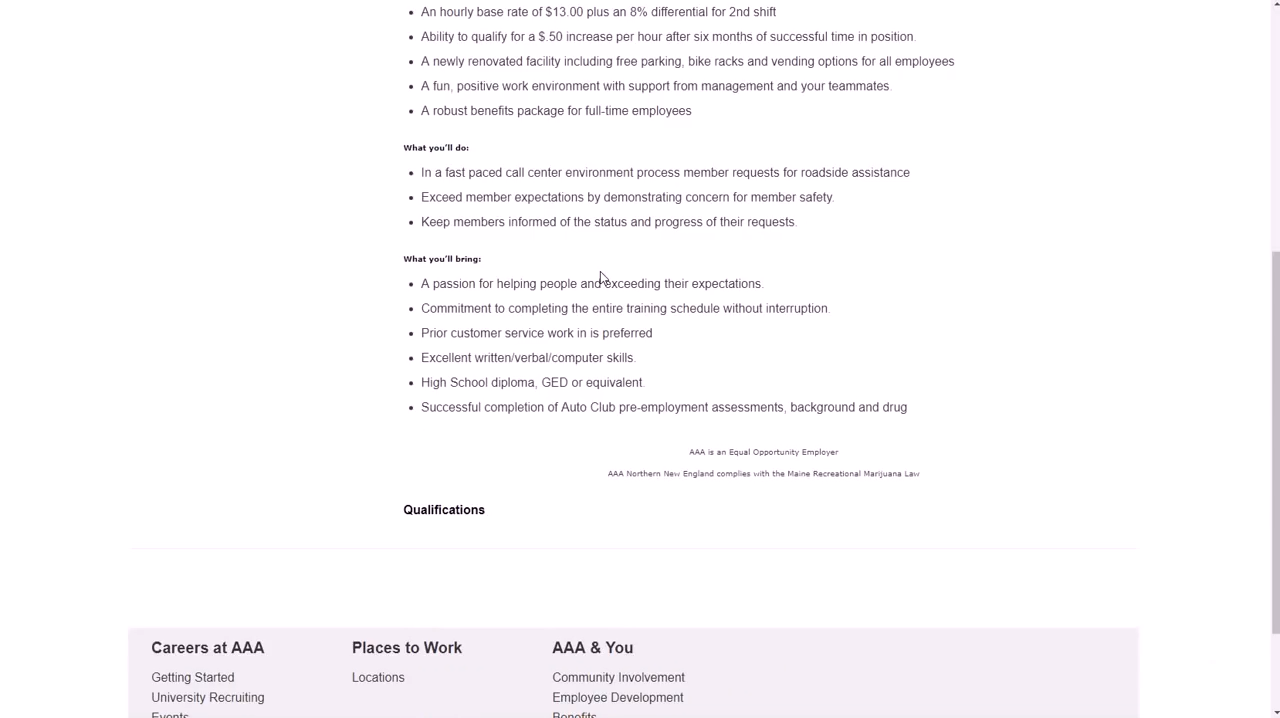 An hourly base rate of $13.00 plus an 8% differential for 2nd shift
Ability to qualify for a $.50 increase per hour after six months of successful time in position.
A newly renovated facility including free parking, bike racks and vending options for all employees
A fun, positive work environment with support from management and your teammates.
A robust benefits package for full-time employees
What you'll do:
In a fast paced call center environment process member requests for roadside assistance
Exceed member expectations by demonstrating concern for member safety.
Keep members informed of the status and progress of their requests.
What you'll bring:
A passion for helping people and exceeding their expectations.
Commitment to completing the entire training schedule without interruption.
Prior customer service work in is preferred
Excellent written/verbal/computer skills.
High School diploma, GED or equivalent.
Successful completion of Auto Club pre-employment assessments, background and drug
AAA is an Equal Opportunity Employer
AAA Northern New England complies with the Maine Recreational Marijuana Law
Qualifications
Careers at AAA
Getting Started
University Recruiting
Events
Places to Work
Locations
AAA & You
Community Involvement
Employee Development
Benefits